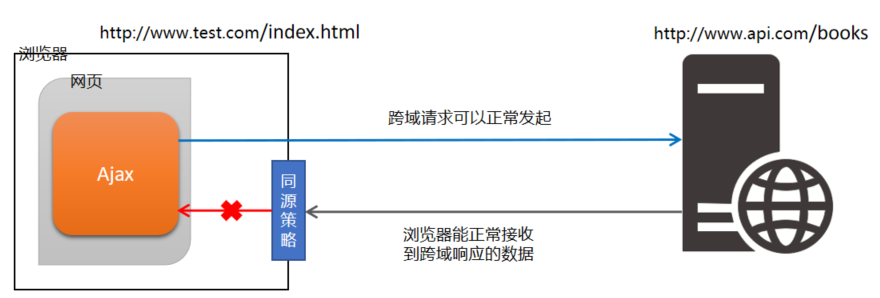 http://www.test.com/index.html
http://www.api.com/books
浏览器
网页
跨域请求可以正常发起
Ajax
同
源
策
略
浏览器能正常接收
到跨域响应的数据